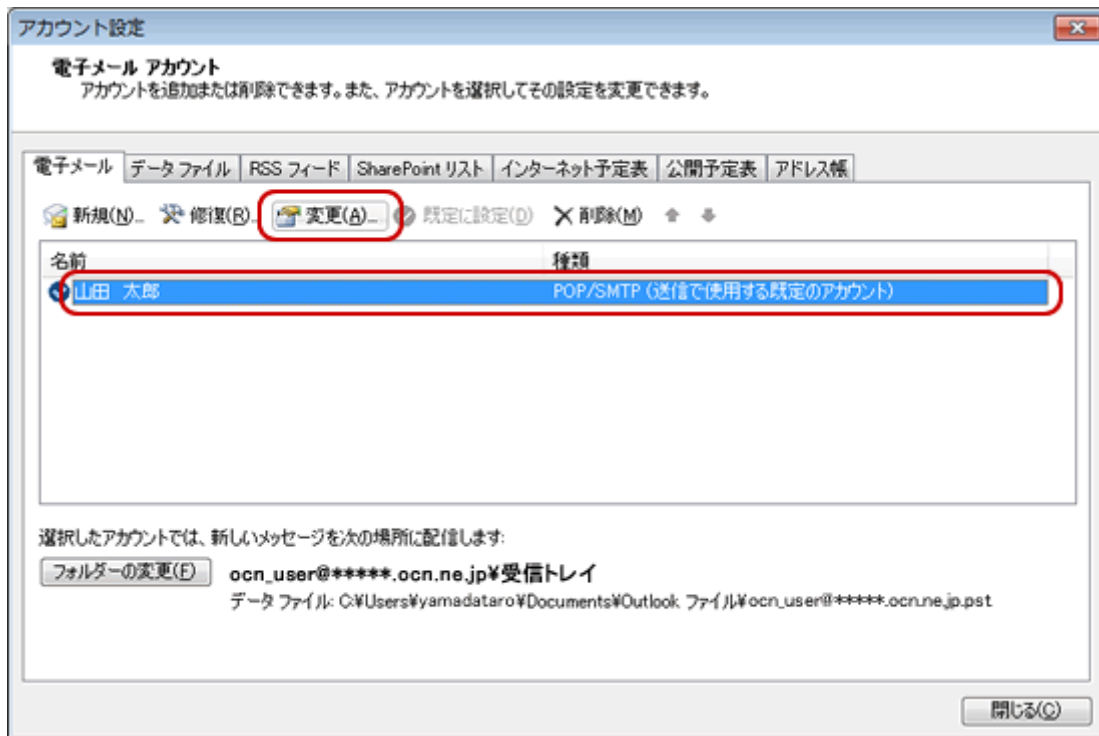 アカウント設定
電子メール アカウント
アカウントを追加または削除できます。また、アカウントを選択してその設定を変更できます。
電子メール データ ファイル RSS フィード SharePoint リスト インターネット予定表 公開予定表 アドレス帳
新規(N)... 修復(R)... 変更(A)... 既定に設定(D) 削除(M)
名前 種類
山田 太郎 POP/SMTP (送信で使用する既定のアカウント)
選択したアカウントでは、新しいメッセージを次の場所に配信します:
フォルダーの変更(F) ocn_user@*****.ocn.ne.jp¥受信トレイ
データ ファイル: C:¥Users¥yamadataro¥Documents¥Outlook ファイル¥ocn_user@*****.ocn.ne.jp.pst
閉じる(C)